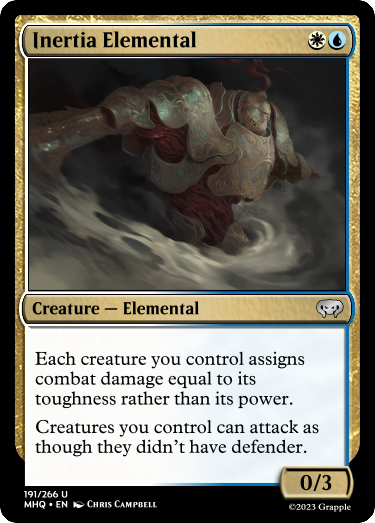 Inertia Elemental
Creature — Elemental
Each creature you control assigns
combat damage equal to its
toughness rather than its power.
Creatures you control can attack as
though they didn't have defender.
0/3
191/266 U
MHQ • EN Chris Campbell
©2023 Grapple